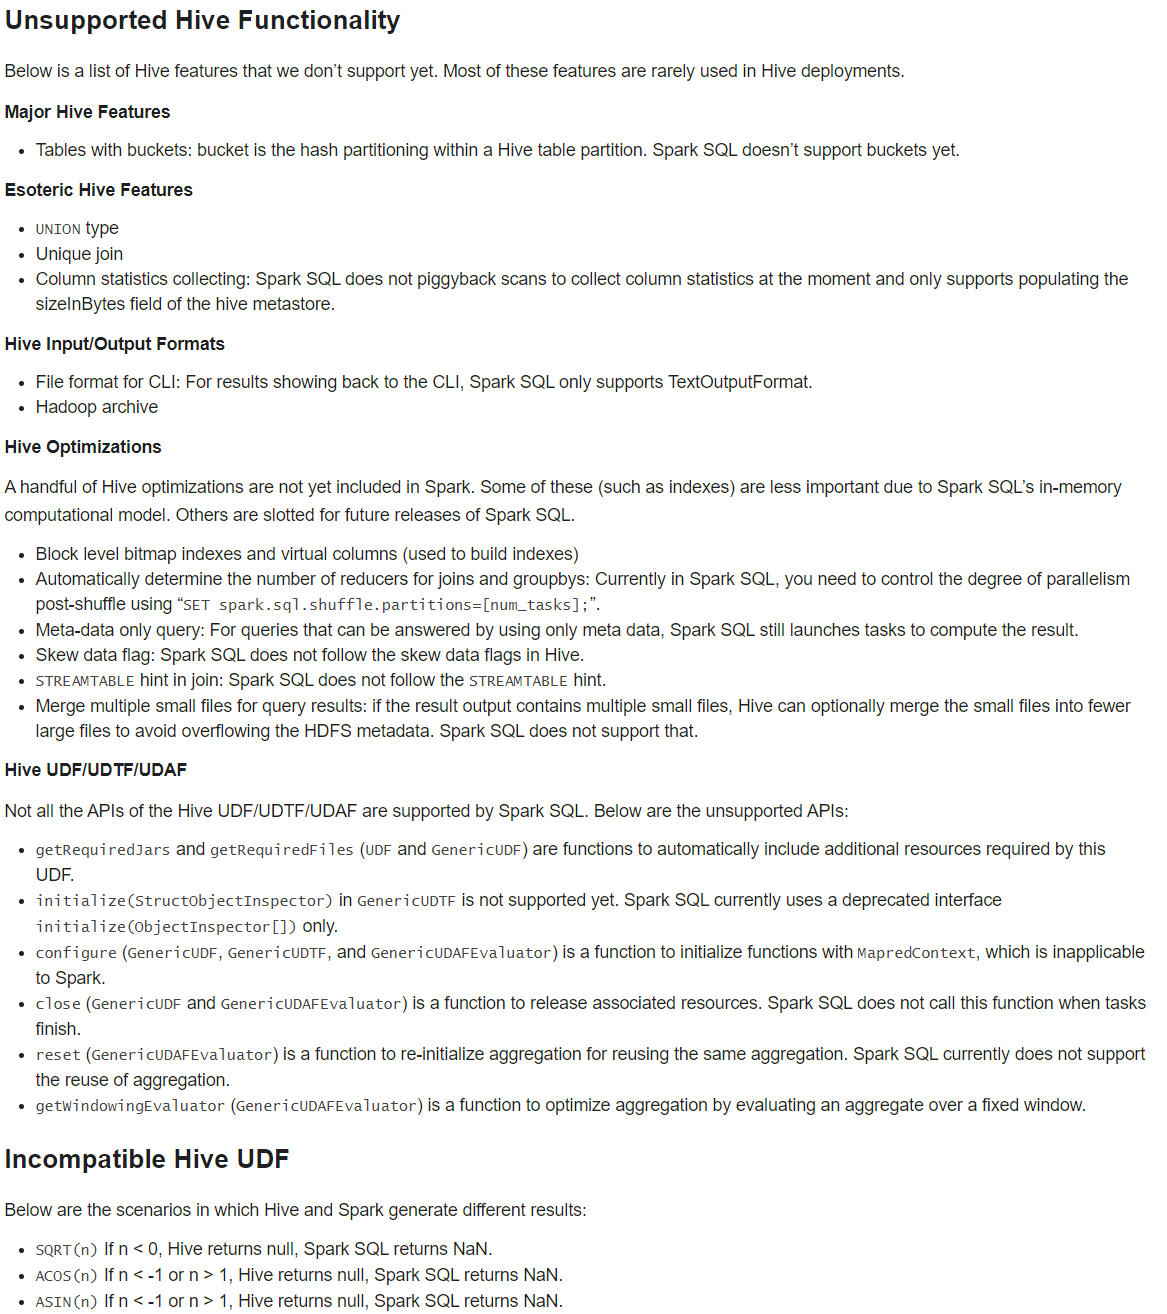 Unsupported Hive Functionality
Below is a list of Hive features that we don’t support yet. Most of these features are rarely used in Hive deployments.
Major Hive Features
• Tables with buckets: bucket is the hash partitioning within a Hive table partition. Spark SQL doesn’t support buckets yet.
Esoteric Hive Features
• UNION type
• Unique join
• Column statistics collecting: Spark SQL does not piggyback scans to collect column statistics at the moment and only supports populating the
sizeInBytes field of the hive metastore.
Hive Input/Output Formats
• File format for CLI: For results showing back to the CLI, Spark SQL only supports TextOutputFormat.
• Hadoop archive
Hive Optimizations
A handful of Hive optimizations are not yet included in Spark. Some of these (such as indexes) are less important due to Spark SQL’s in-memory
computational model. Others are slotted for future releases of Spark SQL.
• Block level bitmap indexes and virtual columns (used to build indexes)
• Automatically determine the number of reducers for joins and groupbys: Currently in Spark SQL, you need to control the degree of parallelism
post-shuffle using “SET spark.sql.shuffle.partitions=[num_tasks];”.
• Meta-data only query: For queries that can be answered by using only meta data, Spark SQL still launches tasks to compute the result.
• Skew data flag: Spark SQL does not follow the skew data flags in Hive.
• STREAMTABLE hint in join: Spark SQL does not follow the STREAMTABLE hint.
• Merge multiple small files for query results: if the result output contains multiple small files, Hive can optionally merge the small files into fewer
large files to avoid overflowing the HDFS metadata. Spark SQL does not support that.
Hive UDF/UDTF/UDAF
Not all the APIs of the Hive UDF/UDTF/UDAF are supported by Spark SQL. Below are the unsupported APIs:
• getRequiredJars and getRequiredFiles (UDF and GenericUDF) are functions to automatically include additional resources required by this
UDF.
• initialize(StructObjectInspector) in GenericUDTF is not supported yet. Spark SQL currently uses a deprecated interface
initialize(ObjectInspector[]) only.
• configure (GenericUDF, GenericUDTF, and GenericUDAFEvaluator) is a function to initialize functions with MapredContext, which is inapplicable
to Spark.
• close (GenericUDF and GenericUDAFEvaluator) is a function to release associated resources. Spark SQL does not call this function when tasks
finish.
• reset (GenericUDAFEvaluator) is a function to re-initialize aggregation for reusing the same aggregation. Spark SQL currently does not support
the reuse of aggregation.
• getWindowingEvaluator (GenericUDAFEvaluator) is a function to optimize aggregation by evaluating an aggregate over a fixed window.
Incompatible Hive UDF
Below are the scenarios in which Hive and Spark generate different results:
• SQRT(n) If n < 0, Hive returns null, Spark SQL returns NaN.
• ACOS(n) If n < -1 or n > 1, Hive returns null, Spark SQL returns NaN.
• ASIN(n) If n < -1 or n > 1, Hive returns null, Spark SQL returns NaN.